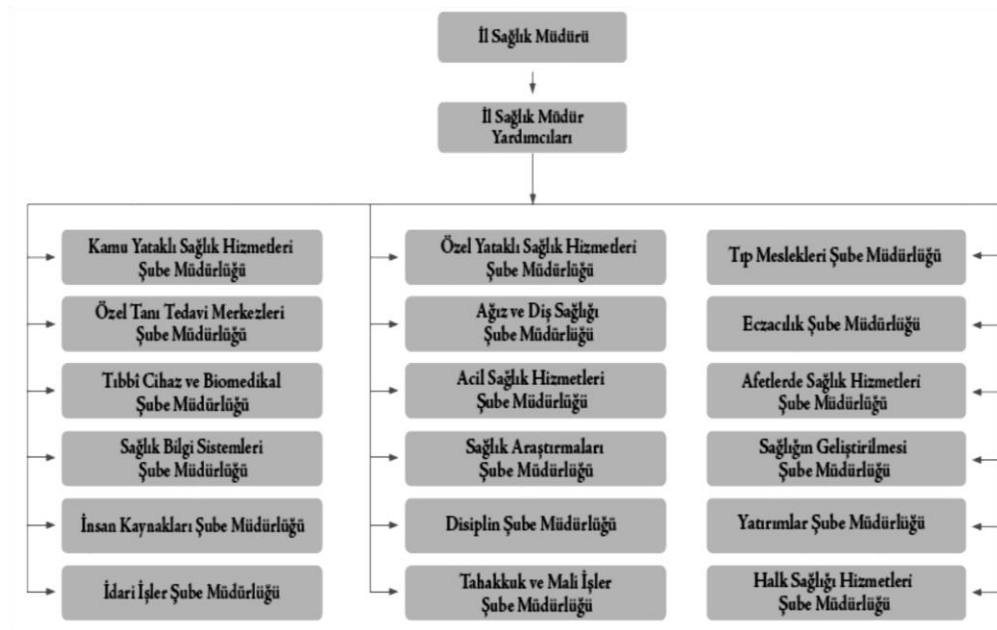 İl Sağlık Müdürü
İl Sağlık Müdür
Yardımcıları
Kamu Yataklı Sağlık Hizmetleri
Şube Müdürlüğü
Özel Yataklı Sağlık Hizmetleri
Şube Müdürlüğü
Tıp Meslekleri Şube Müdürlüğü
Özel Tanı Tedavi Merkezleri
Şube Müdürlüğü
Ağız ve Diş Sağlığı
Şube Müdürlüğü
Eczacılık Şube Müdürlüğü
Tıbbî Cihaz ve Biomedikal
Şube Müdürlüğü
Acil Sağlık Hizmetleri
Şube Müdürlüğü
Afetlerde Sağlık Hizmetleri
Şube Müdürlüğü
Sağlık Bilgi Sistemleri
Şube Müdürlüğü
Sağlık Araştırmaları
Şube Müdürlüğü
Sağlığın Geliştirilmesi
Şube Müdürlüğü
İnsan Kaynakları Şube Müdürlüğü
Disiplin Şube Müdürlüğü
Yatırımlar Şube Müdürlüğü
İdari İşler Şube Müdürlüğü
Tahakkuk ve Mali İşler
Şube Müdürlüğü
Halk Sağlığı Hizmetleri
Şube Müdürlüğü